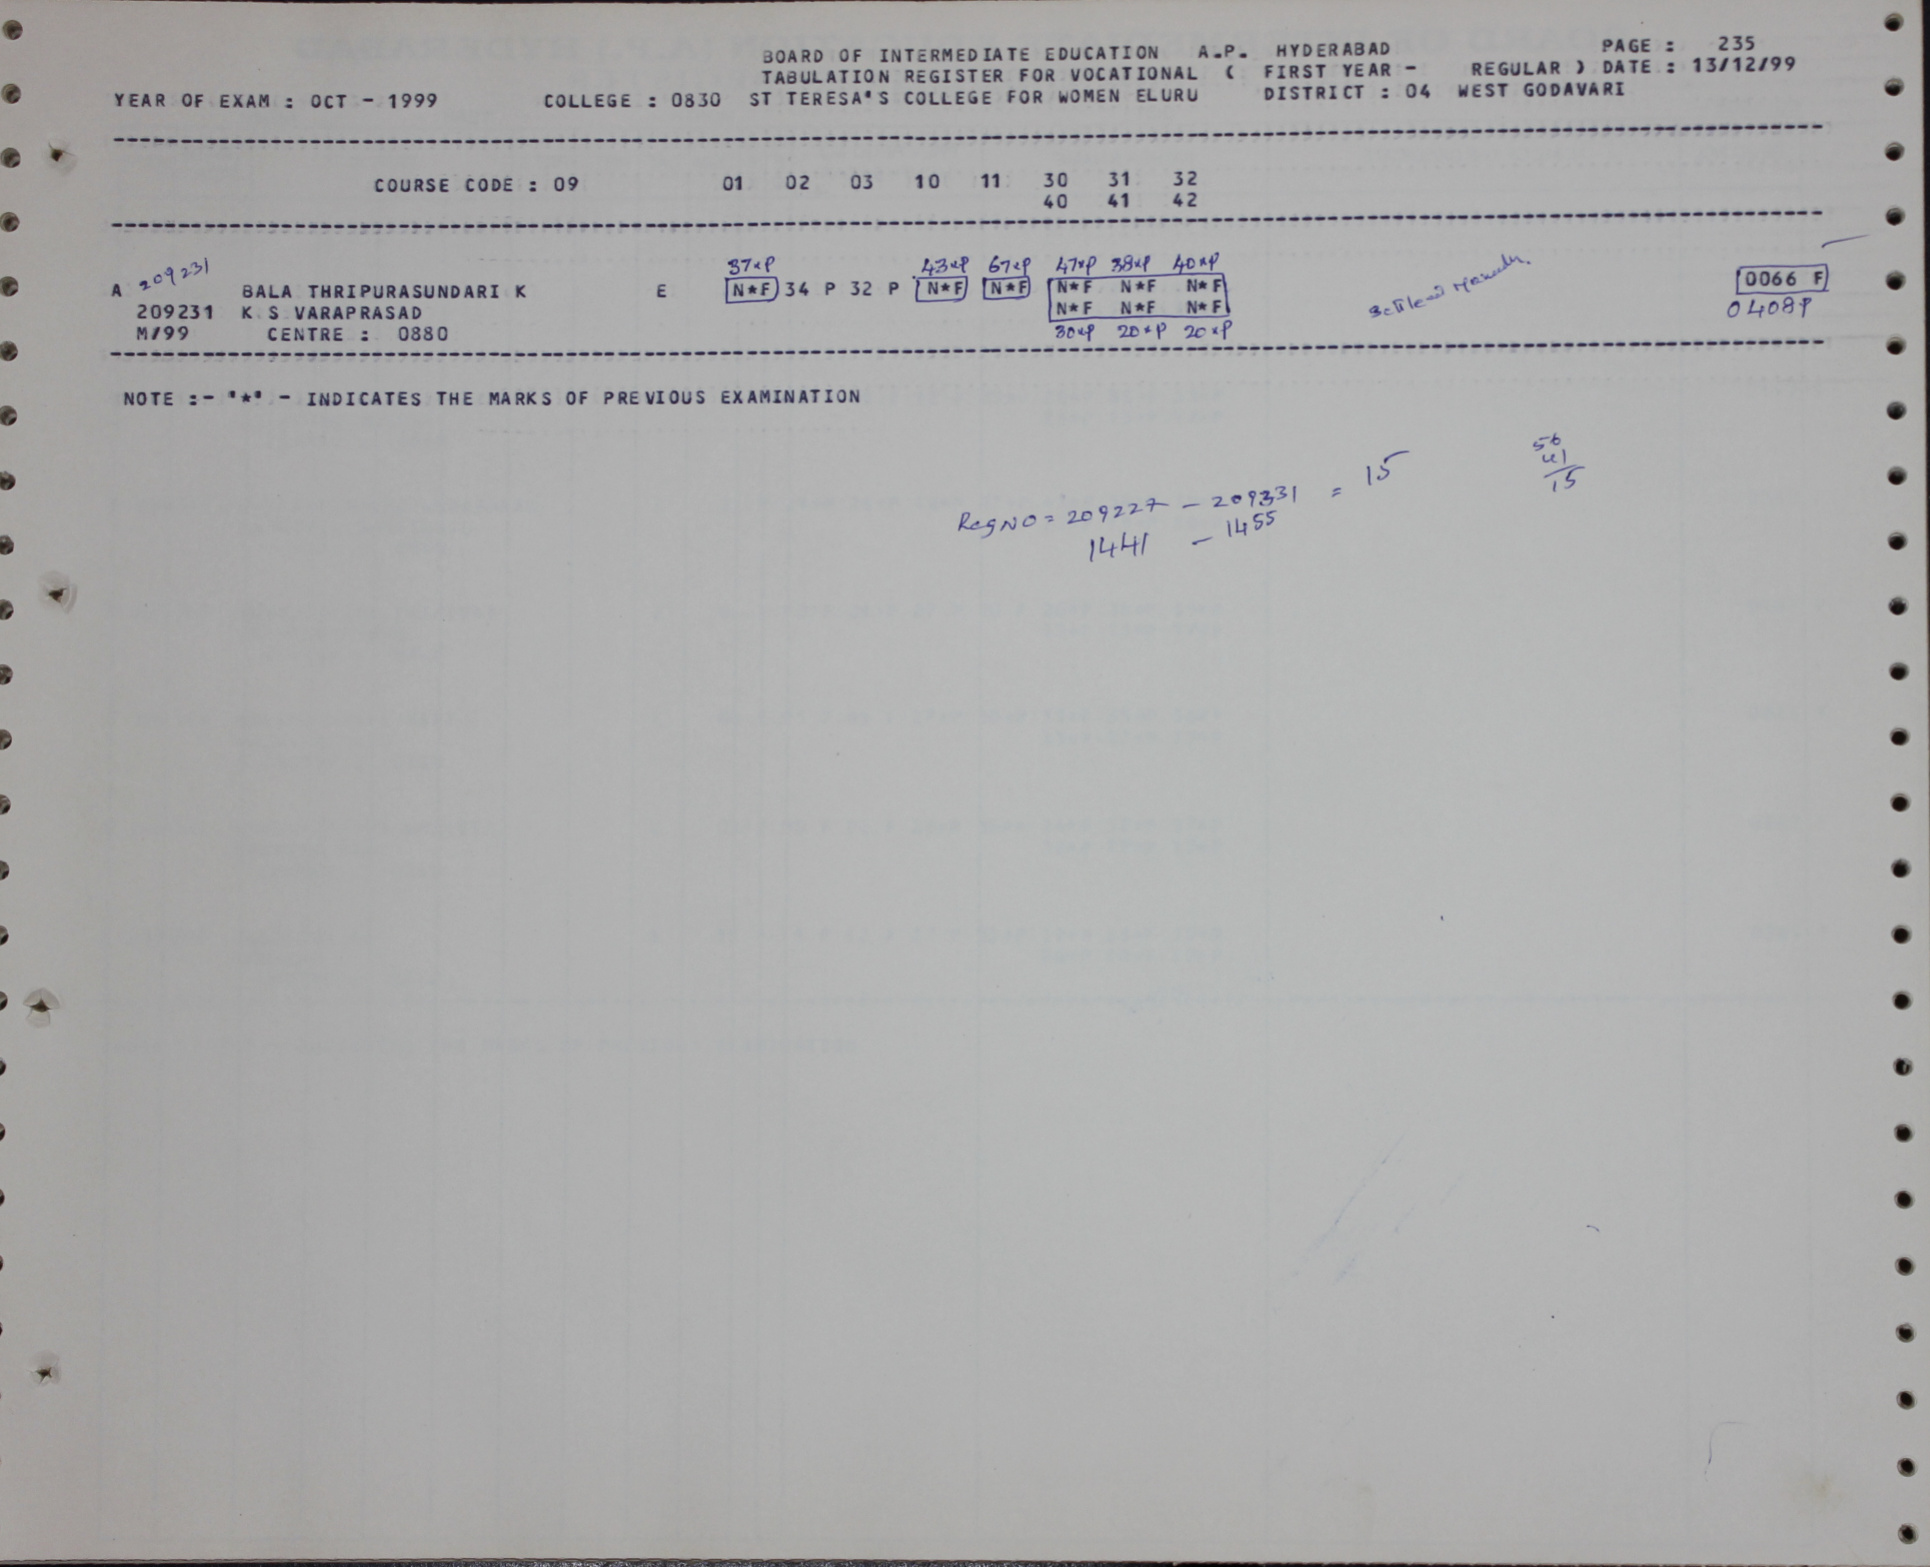 BOARD OF INTERMEDIATE EDUCATION A.P. HYDERABAD PAGE : 235
TABULATION REGISTER FOR VOCATIONAL ( FIRST YEAR - REGULAR ) DATE : 13/12/99
YEAR OF EXAM : OCT - 1999 COLLEGE : 0830 ST TERESA'S COLLEGE FOR WOMEN ELURU DISTRICT : 04 WEST GODAVARI
COURSE CODE : 09 01 02 03 10 11 30 31 32
40 41 42
209231 37*P 43*P 67*P 47*P 38*P 40*P
A BALA THRIPURASUNDARI K E N*F 34 P 32 P N*F N*F N*F N*F N*F 0066 F
209231 K S VARAPRASAD N*F N*F N*F 0408P
M/99 CENTRE : 0880 30*P 20*P 20*P
NOTE :- '*' - INDICATES THE MARKS OF PREVIOUS EXAMINATION
56
41
15
Reg NO = 209227 - 209331 = 15
1441 - 1455